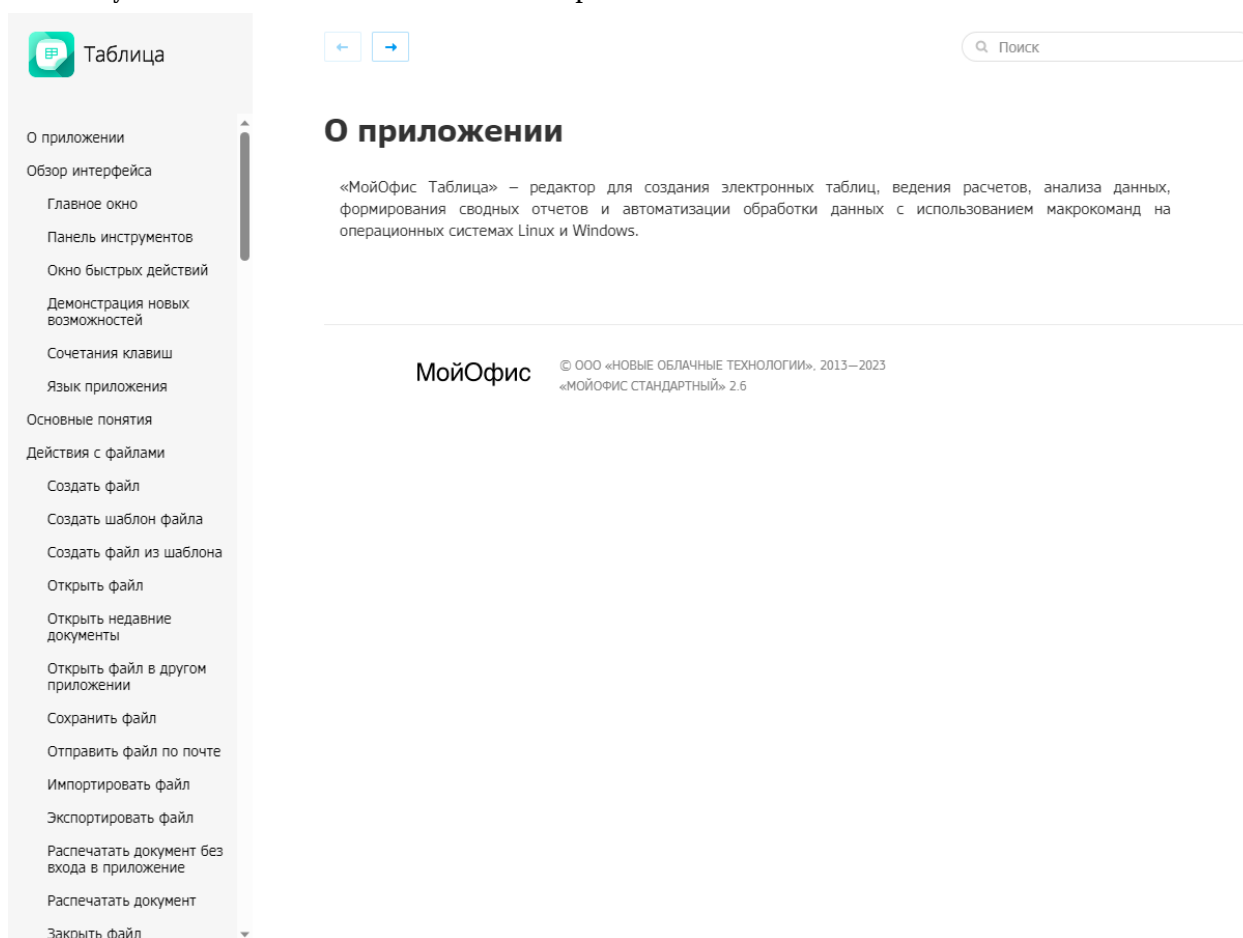 Таблица
О приложении
Обзор интерфейса
Главное окно
Панель инструментов
Окно быстрых действий
Демонстрация новых
возможностей
Сочетания клавиш
Язык приложения
Основные понятия
Действия с файлами
Создать файл
Создать шаблон файла
Создать файл из шаблона
Открыть файл
Открыть недавние
документы
Открыть файл в другом
приложении
Сохранить файл
Отправить файл по почте
Импортировать файл
Экспортировать файл
Распечатать документ без
входа в приложение
Распечатать документ
Закрыть файл
Поиск
О приложении
«МойОфис Таблица» – редактор для создания электронных таблиц, ведения расчетов, анализа данных,
формирования сводных отчетов и автоматизации обработки данных с использованием макрокоманд на
операционных системах Linux и Windows.
МойОфис
© ООО «НОВЫЕ ОБЛАЧНЫЕ ТЕХНОЛОГИИ», 2013—2023
«МОЙОФИС СТАНДАРТНЫЙ» 2.6